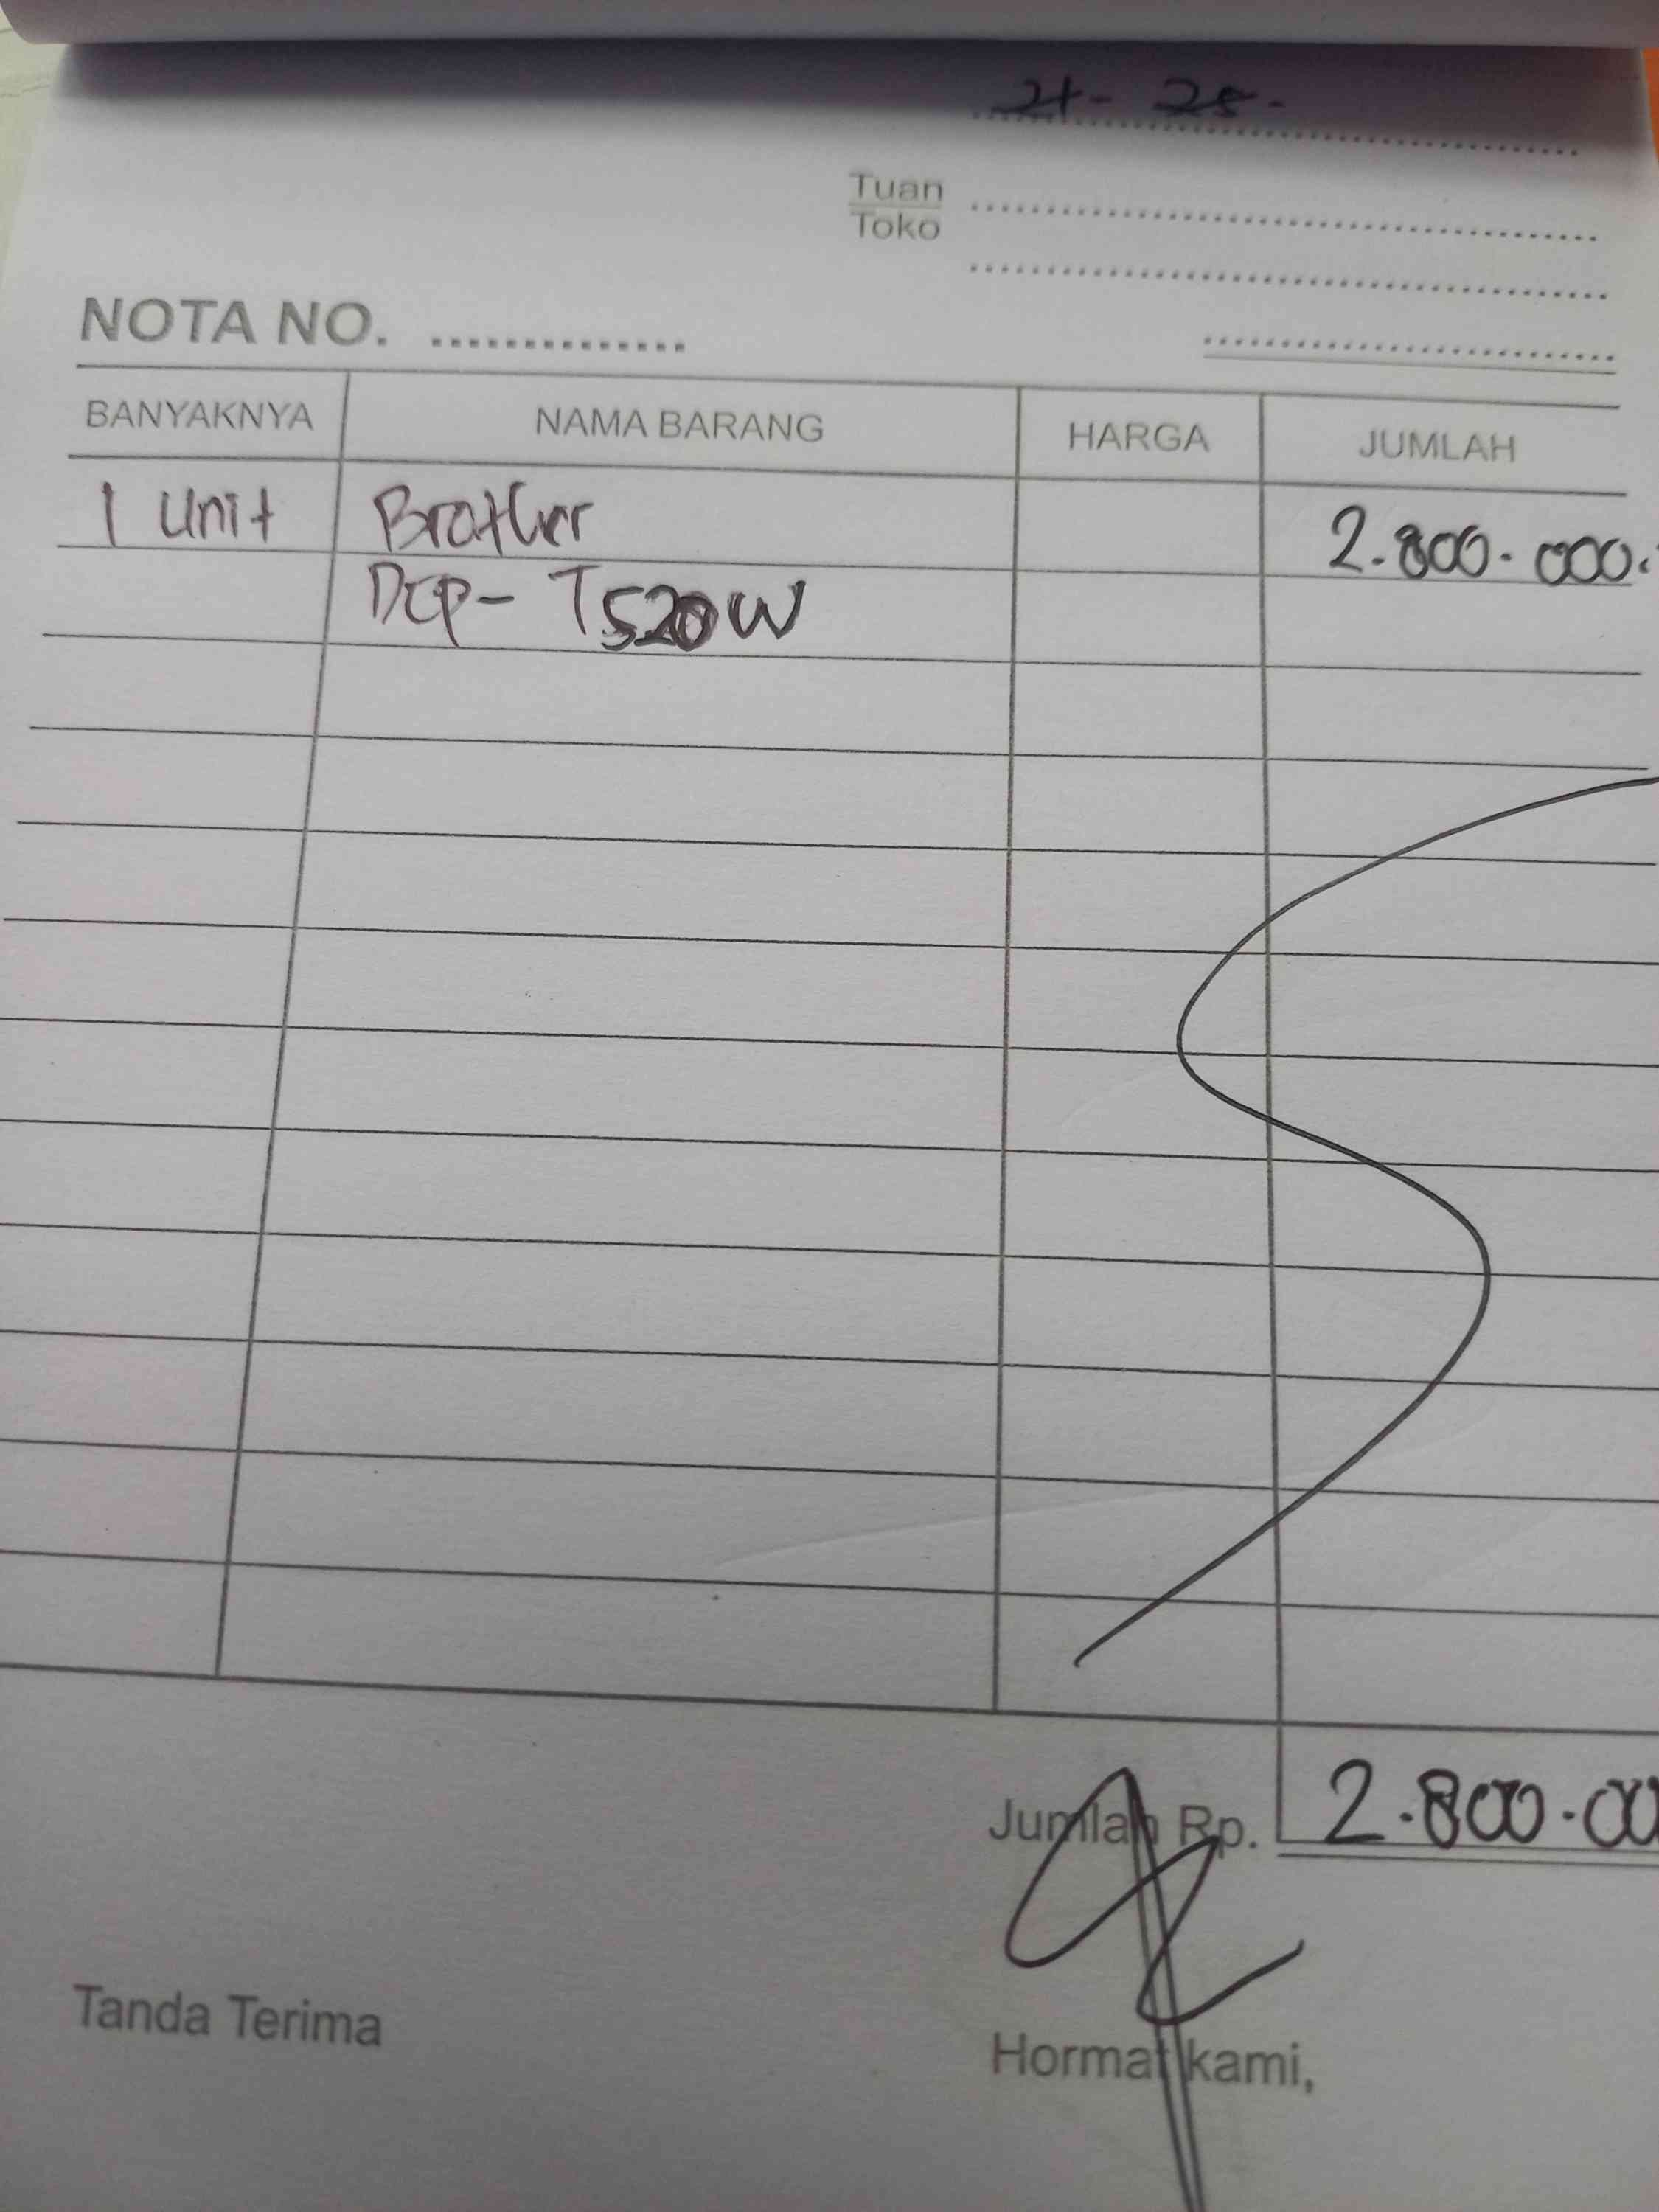 21- 25-
Tuan
Toko
NOTA NO.
BANYAKNYA NAMA BARANG HARGA JUMLAH
1 Unit Brother 2.800.000.
DCP- T520W
Jumlah Rp. 2.800.00
Tanda Terima
Hormat kami,